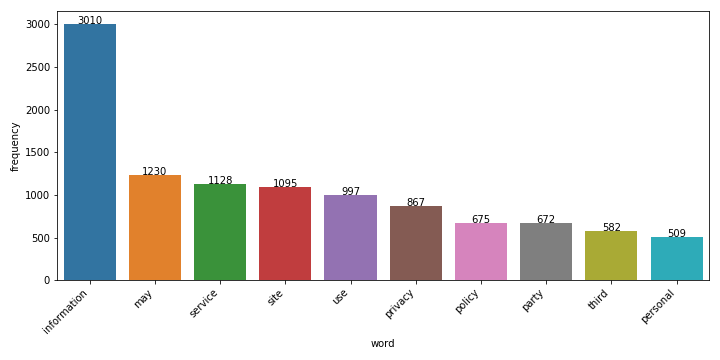 3010
1230
1128
1095
997
867
675
672
582
509
3000
2500
2000
1500
1000
500
0
frequency
information
may
service
site
use
privacy
policy
party
third
personal
word